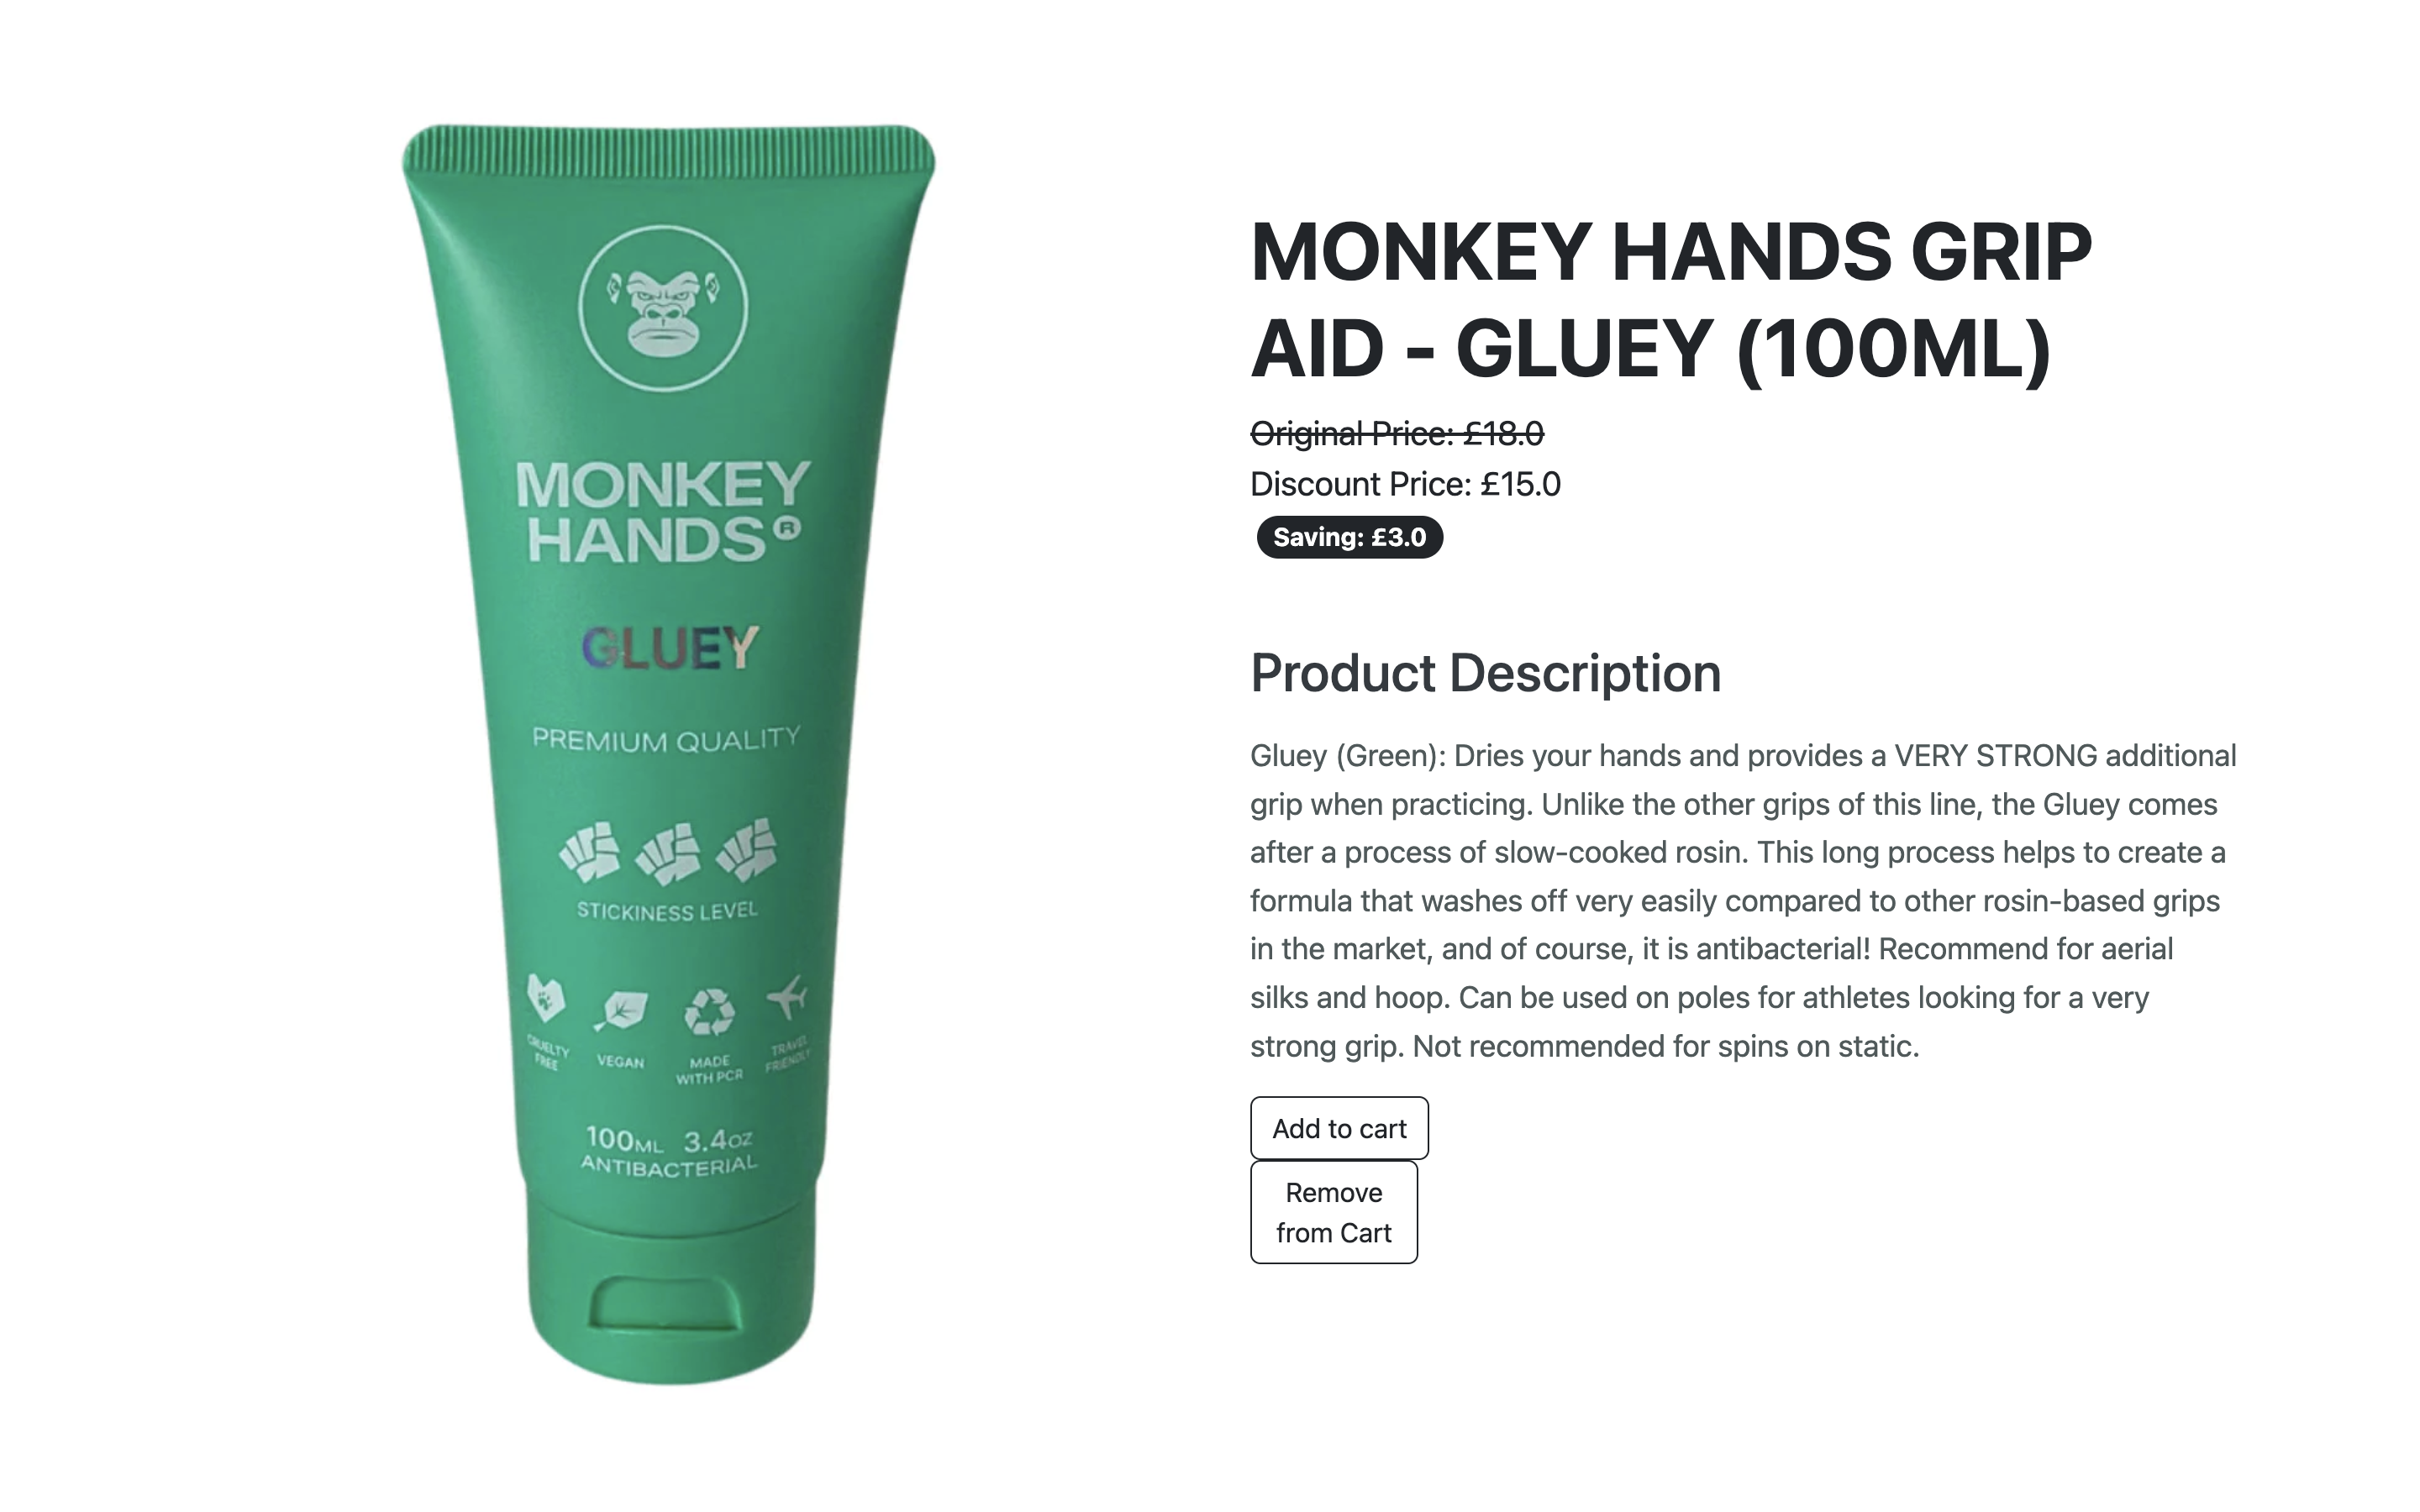 MONKEY
HANDS®
GLUEY
PREMIUM QUALITY
STICKINESS LEVEL
CRUELTY
FREE
VEGAN
MADE
WITH PCR
TRAVEL
FRIENDLY
100ML 3.4OZ
ANTIBACTERIAL
MONKEY HANDS GRIP
AID - GLUEY (100ML)
Original Price: £18.0
Discount Price: £15.0
Saving: £3.0
Product Description
Gluey (Green): Dries your hands and provides a VERY STRONG additional
grip when practicing. Unlike the other grips of this line, the Gluey comes
after a process of slow-cooked rosin. This long process helps to create a
formula that washes off very easily compared to other rosin-based grips
in the market, and of course, it is antibacterial! Recommend for aerial
silks and hoop. Can be used on poles for athletes looking for a very
strong grip. Not recommended for spins on static.
Add to cart
Remove
from Cart